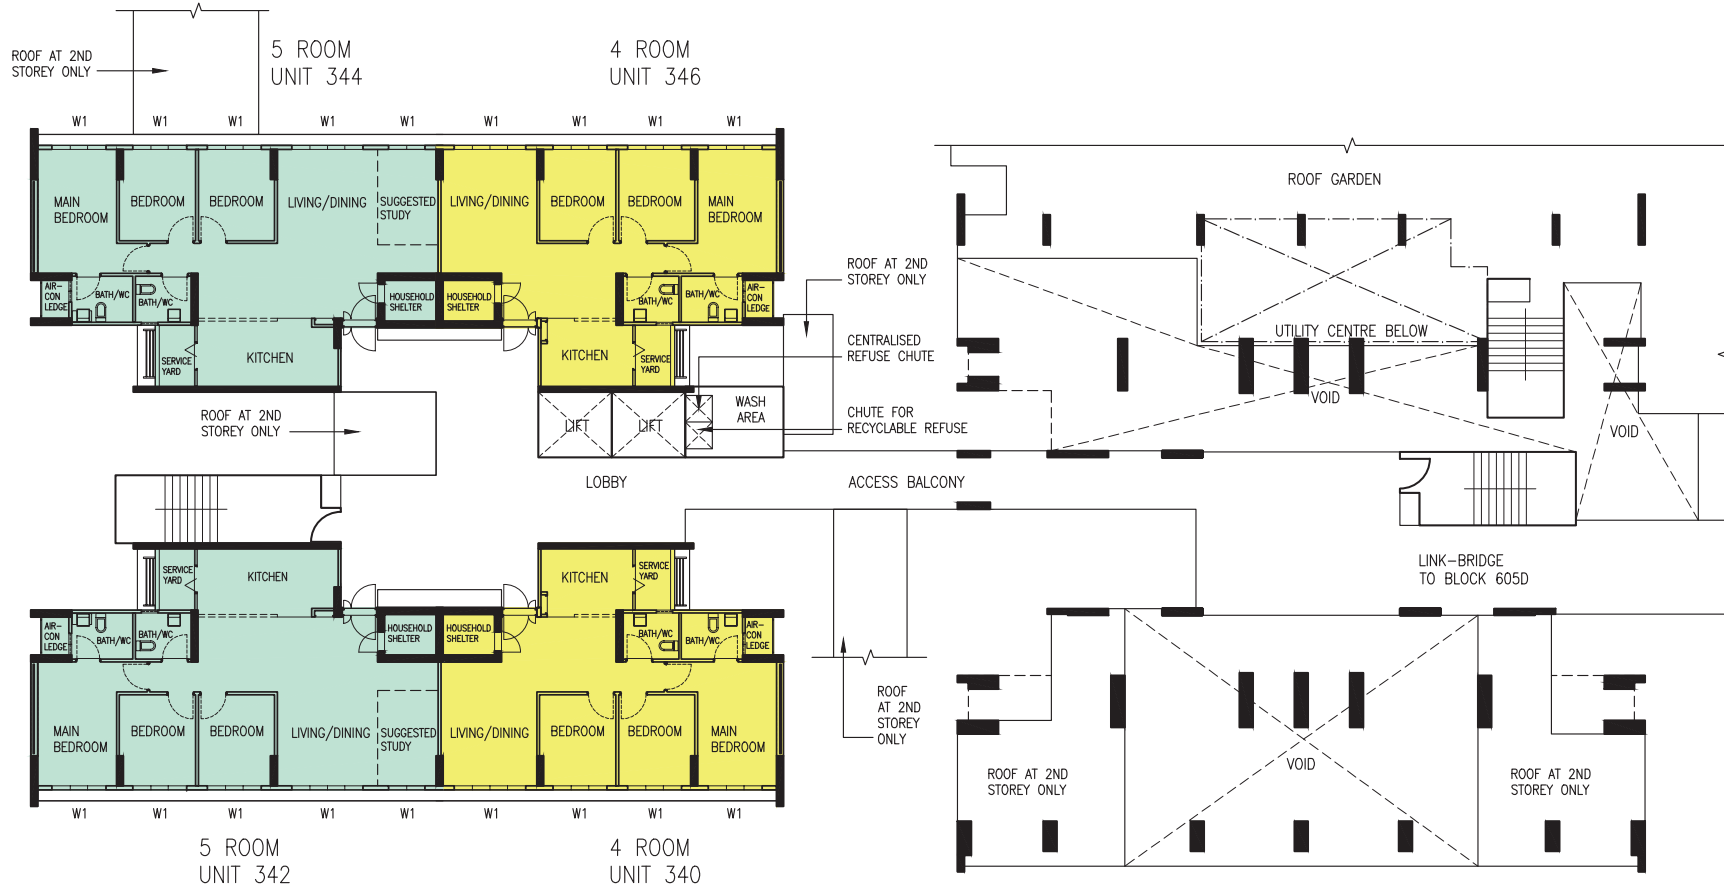 ROOF AT 2ND
STOREY ONLY
5 ROOM
UNIT 344
4 ROOM
UNIT 346
W1 W1 W1 W1 W1 W1 W1 W1 W1
MAIN
BEDROOM
BEDROOM
BEDROOM
LIVING/DINING
SUGGESTED
STUDY
LIVING/DINING
BEDROOM
BEDROOM
MAIN
BEDROOM
AIR-
CON
LEDGE
BATH/WC
BATH/WC
HOUSEHOLD
SHELTER
HOUSEHOLD
SHELTER
BATH/WC
BATH/WC
AIR-
CON
LEDGE
SERVICE
YARD
KITCHEN
KITCHEN
SERVICE
YARD
ROOF AT 2ND
STOREY ONLY
CENTRALISED
REFUSE CHUTE
CHUTE FOR
RECYCLABLE REFUSE
ROOF AT 2ND
STOREY ONLY
LIFT
LIFT
WASH
AREA
LOBBY
ACCESS BALCONY
ROOF GARDEN
UTILITY CENTRE BELOW
VOID
VOID
LINK-BRIDGE
TO BLOCK 605D
SERVICE
YARD
KITCHEN
KITCHEN
SERVICE
YARD
AIR-
CON
LEDGE
BATH/WC
BATH/WC
HOUSEHOLD
SHELTER
HOUSEHOLD
SHELTER
BATH/WC
BATH/WC
AIR-
CON
LEDGE
MAIN
BEDROOM
BEDROOM
BEDROOM
LIVING/DINING
SUGGESTED
STUDY
LIVING/DINING
BEDROOM
BEDROOM
MAIN
BEDROOM
ROOF
AT 2ND
STOREY
ONLY
ROOF AT 2ND
STOREY ONLY
VOID
ROOF AT 2ND
STOREY ONLY
W1 W1 W1 W1 W1 W1 W1 W1 W1
5 ROOM
UNIT 342
4 ROOM
UNIT 340